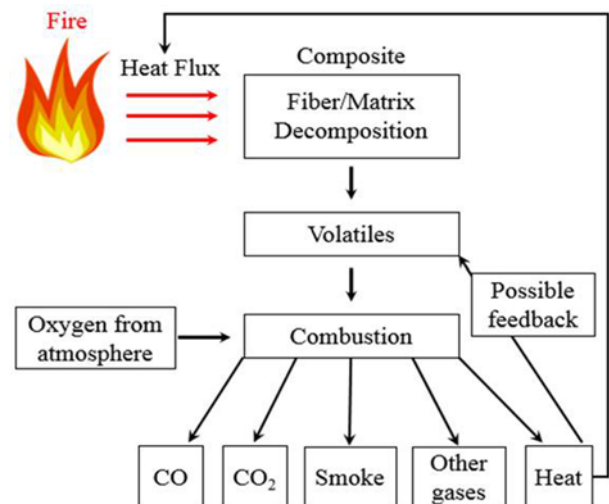 Fire
Heat Flux
Composite
Fiber/Matrix
Decomposition
Volatiles
Possible
feedback
Oxygen from
atmosphere
Combustion
CO
CO₂
Smoke
Other
gases
Heat